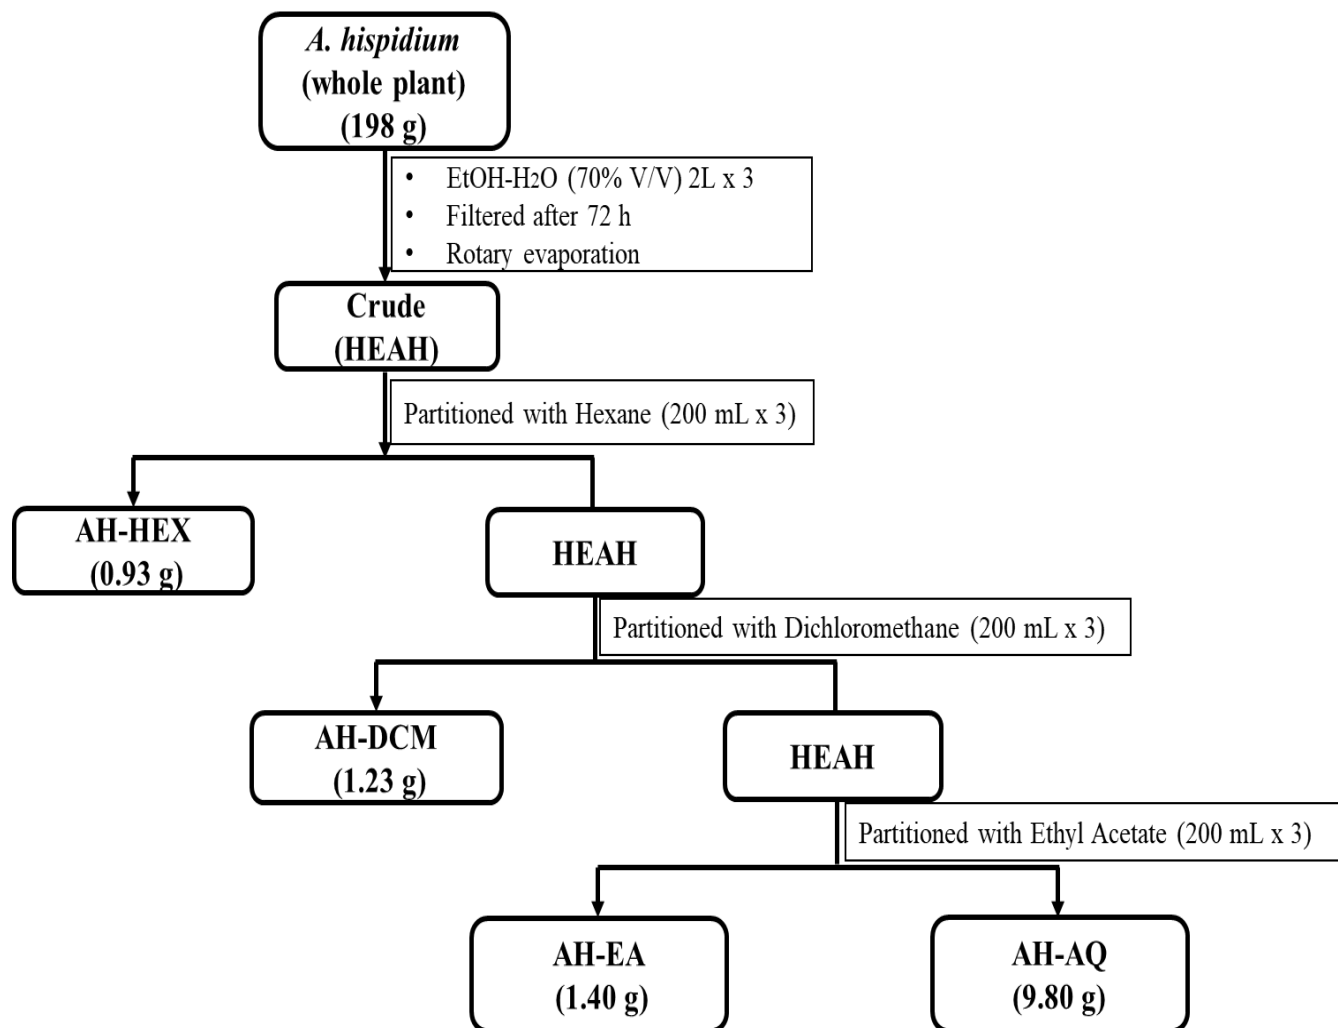 A. hispidium
(whole plant)
(198 g)
• EtOH-H2O (70% V/V) 2L x 3
• Filtered after 72 h
• Rotary evaporation
Crude
(HEAH)
Partitioned with Hexane (200 mL x 3)
AH-HEX
(0.93 g)
HEAH
Partitioned with Dichloromethane (200 mL x 3)
AH-DCM
(1.23 g)
HEAH
Partitioned with Ethyl Acetate (200 mL x 3)
AH-EA
(1.40 g)
AH-AQ
(9.80 g)